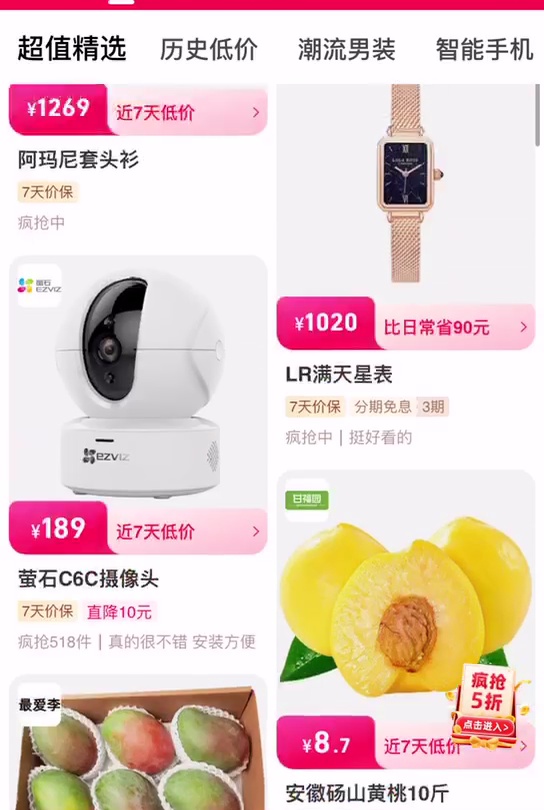 超值精选 历史低价 潮流男装 智能手机
¥1269 近7天低价
阿玛尼套头衫
7天价保
疯抢中
LOLA ROSE
¥1020 比日常省90元
LR满天星表
7天价保 分期免息 3期
疯抢中 | 挺好看的
萤石
EZVIZ
ezviz
¥189 近7天低价
萤石C6C摄像头
7天价保 直降10元
疯抢518件 | 真的很不错 安装方便
甘福园
疯抢
5折
点击进入>
¥8.7 近7天低价
安徽砀山黄桃10斤
最爱李